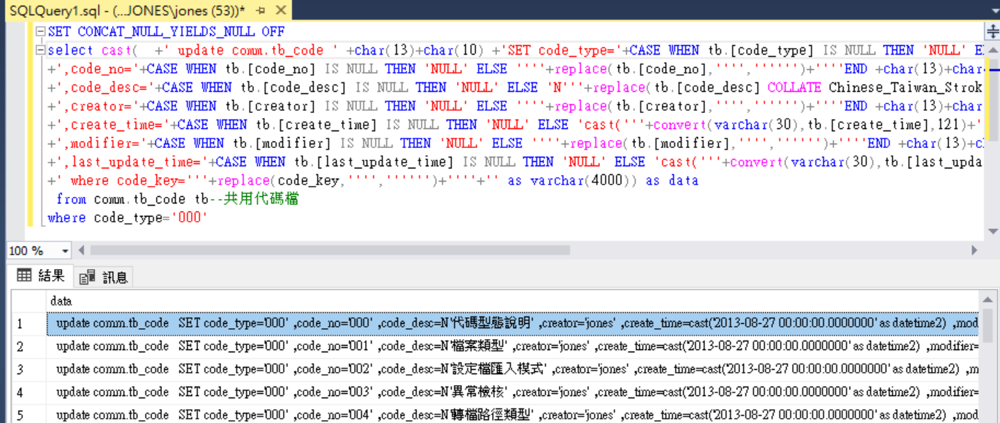 SQLQuery1.sql - (...JONES\jones (53))*
SET CONCAT_NULL_YIELDS_NULL OFF
select cast(  +' update comm.tb_code ' +char(13)+char(10) +'SET code_type='+CASE WHEN tb.[code_type] IS NULL THEN 'NULL' E
+',code_no='+CASE WHEN tb.[code_no] IS NULL THEN 'NULL' ELSE ''''+replace(tb.[code_no],'''','''''')+''''END +char(13)+char
+',code_desc='+CASE WHEN tb.[code_desc] IS NULL THEN 'NULL' ELSE 'N'''+replace(tb.[code_desc] COLLATE Chinese_Taiwan_Strok
+',creator='+CASE WHEN tb.[creator] IS NULL THEN 'NULL' ELSE ''''+replace(tb.[creator],'''','''''')+''''END +char(13)+char
+',create_time='+CASE WHEN tb.[create_time] IS NULL THEN 'NULL' ELSE 'cast('''+convert(varchar(30),tb.[create_time],121)+'
+',modifier='+CASE WHEN tb.[modifier] IS NULL THEN 'NULL' ELSE ''''+replace(tb.[modifier],'''','''''')+''''END +char(13)+c
+',last_update_time='+CASE WHEN tb.[last_update_time] IS NULL THEN 'NULL' ELSE 'cast('''+convert(varchar(30),tb.[last_upda
+' where code_key='''+replace(code_key,'''','''''')+''''+'' as varchar(4000)) as data
from comm.tb_code tb--共用代碼檔
where code_type='000'
100 %
結果 訊息
data
1 update comm.tb_code SET code_type='000' ,code_no='000' ,code_desc=N'代碼型態說明' ,creator='jones' ,create_time=cast('2013-08-27 00:00:00.0000000' as datetime2) ,mod
2 update comm.tb_code SET code_type='000' ,code_no='001' ,code_desc=N'檔案類型' ,creator='jones' ,create_time=cast('2013-08-27 00:00:00.0000000' as datetime2) ,modifier=
3 update comm.tb_code SET code_type='000' ,code_no='002' ,code_desc=N'設定檔匯入模式' ,creator='jones' ,create_time=cast('2013-08-27 00:00:00.0000000' as datetime2) ,m
4 update comm.tb_code SET code_type='000' ,code_no='003' ,code_desc=N'異常檢核' ,creator='jones' ,create_time=cast('2013-08-27 00:00:00.0000000' as datetime2) ,modifier=
5 update comm.tb_code SET code_type='000' ,code_no='004' ,code_desc=N'轉檔路徑類型' ,creator='jones' ,create_time=cast('2013-08-27 00:00:00.0000000' as datetime2) ,mod